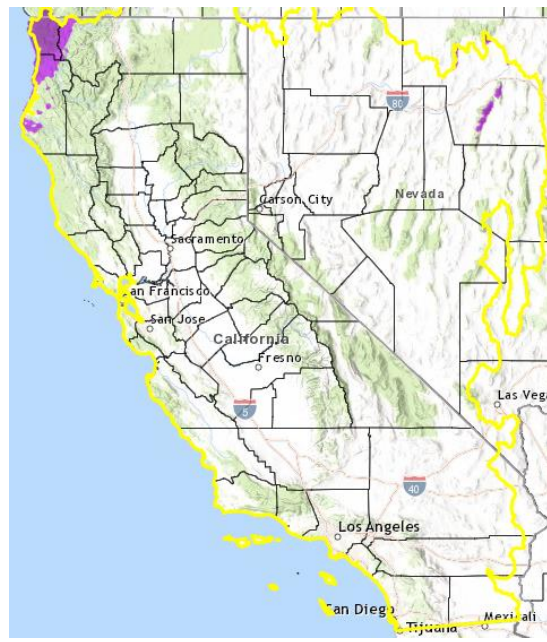 80
Nevada
Carson City
Sacramento
San Francisco
San Jose
California
Fresno
Las Vega
5
40
Los Angeles
San Diego
Tijuana
Mexicali